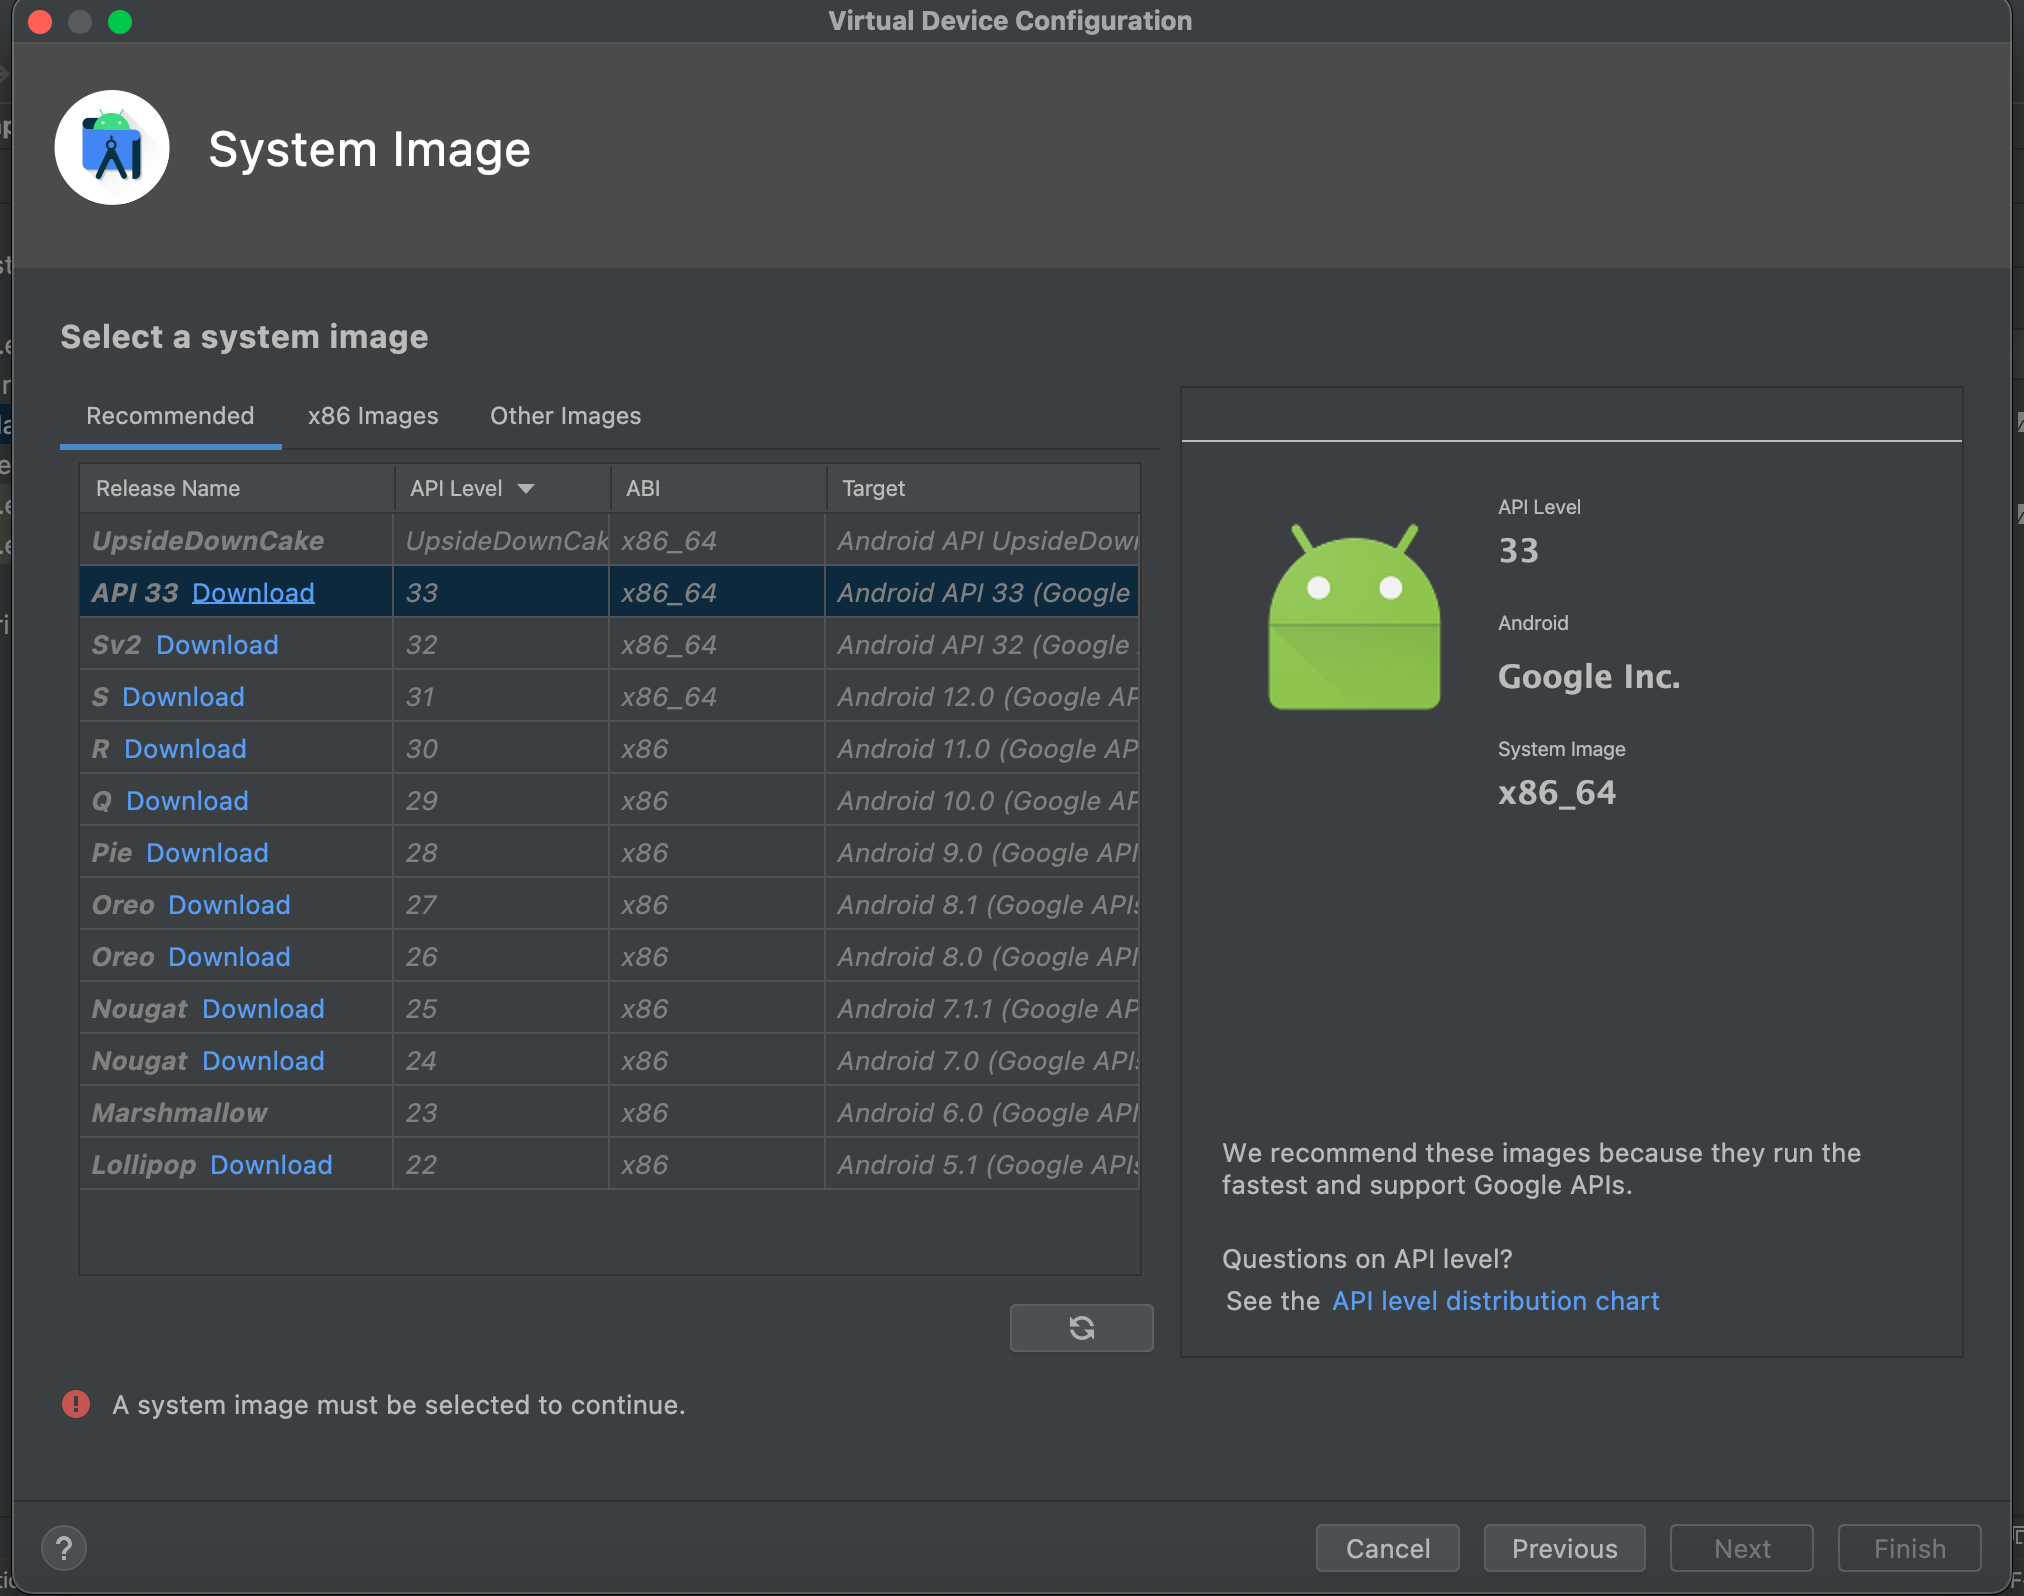 Virtual Device Configuration
System Image
Select a system image
Recommended x86 Images Other Images
Release Name API Level ABI Target
UpsideDownCake UpsideDownCak x86_64 Android API UpsideDown
API 33 Download 33 x86_64 Android API 33 (Google
Sv2 Download 32 x86_64 Android API 32 (Google
S Download 31 x86_64 Android 12.0 (Google AP
R Download 30 x86 Android 11.0 (Google AP
Q Download 29 x86 Android 10.0 (Google AP
Pie Download 28 x86 Android 9.0 (Google API
Oreo Download 27 x86 Android 8.1 (Google APIs
Oreo Download 26 x86 Android 8.0 (Google API
Nougat Download 25 x86 Android 7.1.1 (Google AP
Nougat Download 24 x86 Android 7.0 (Google APIs
Marshmallow 23 x86 Android 6.0 (Google API
Lollipop Download 22 x86 Android 5.1 (Google APIs
API Level
33
Android
Google Inc.
System Image
x86_64
We recommend these images because they run the
fastest and support Google APIs.
Questions on API level?
See the API level distribution chart
A system image must be selected to continue.
? Cancel Previous Next Finish